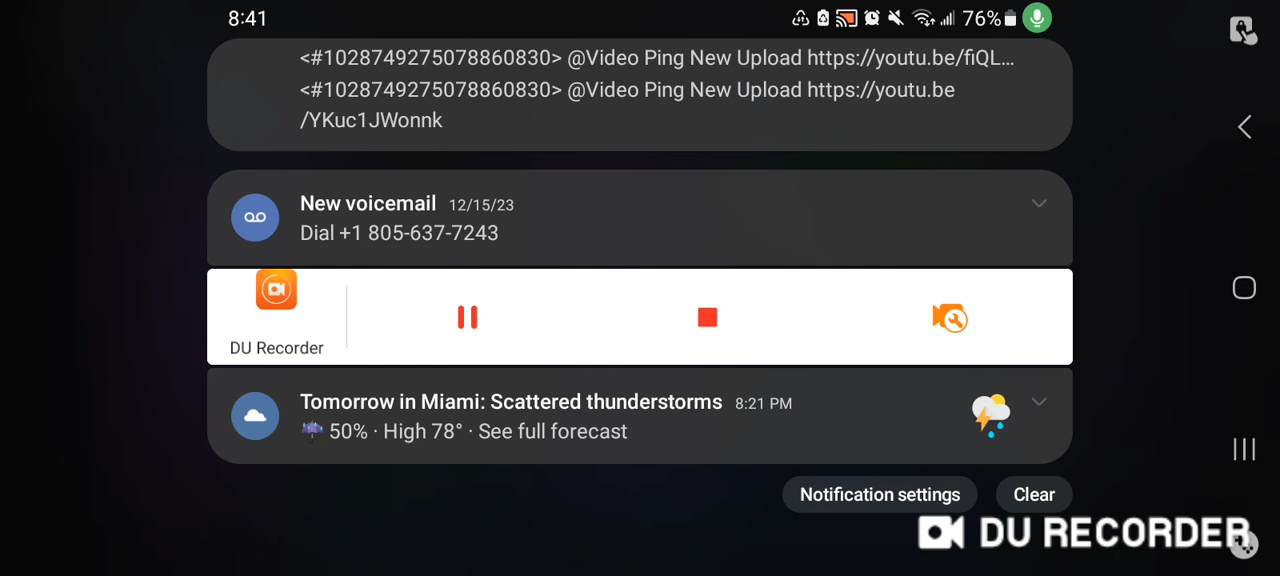 8:41
76%
<#1028749275078860830> @Video Ping New Upload https://youtu.be/fiQL...
<#1028749275078860830> @Video Ping New Upload https://youtu.be
/YKuc1JWonnk
New voicemail 12/15/23
Dial +1 805-637-7243
DU Recorder
Tomorrow in Miami: Scattered thunderstorms 8:21 PM
☔ 50% · High 78° · See full forecast
Notification settings Clear
DU RECORDER